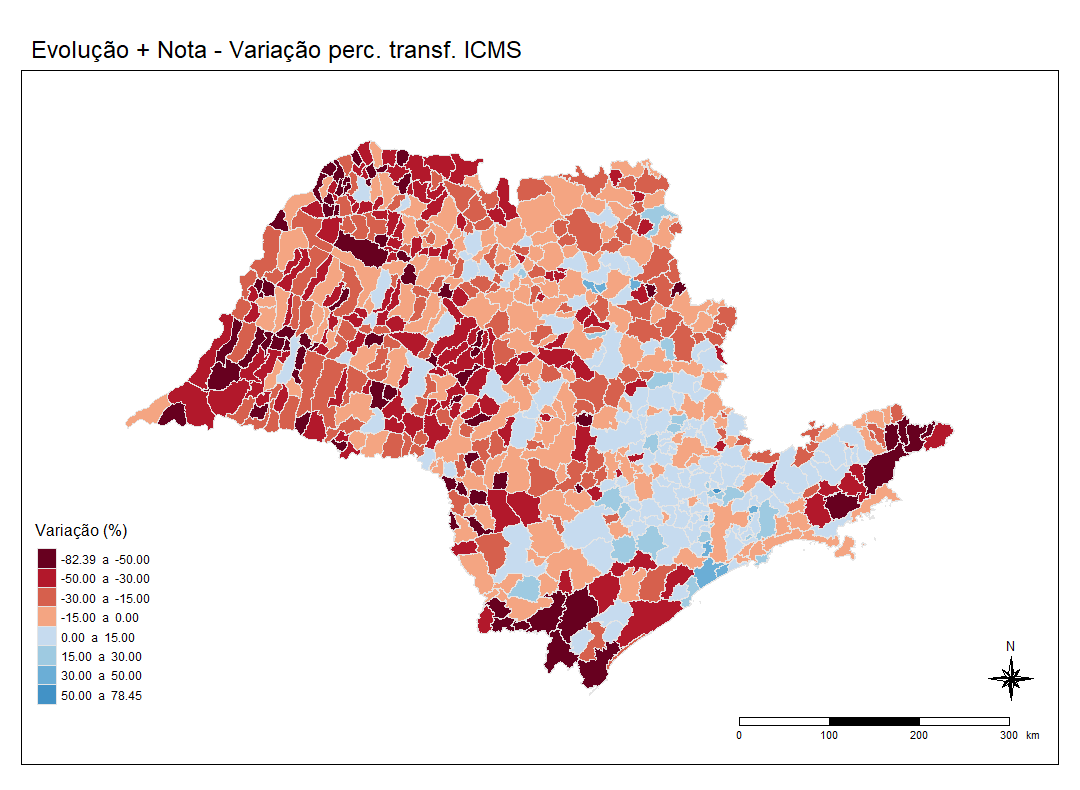 Evolução + Nota - Variação perc. transf. ICMS
Variação (%)
-82.39 a -50.00
-50.00 a -30.00
-30.00 a -15.00
-15.00 a 0.00
0.00 a 15.00
15.00 a 30.00
30.00 a 50.00
50.00 a 78.45
N
0 100 200 300 km